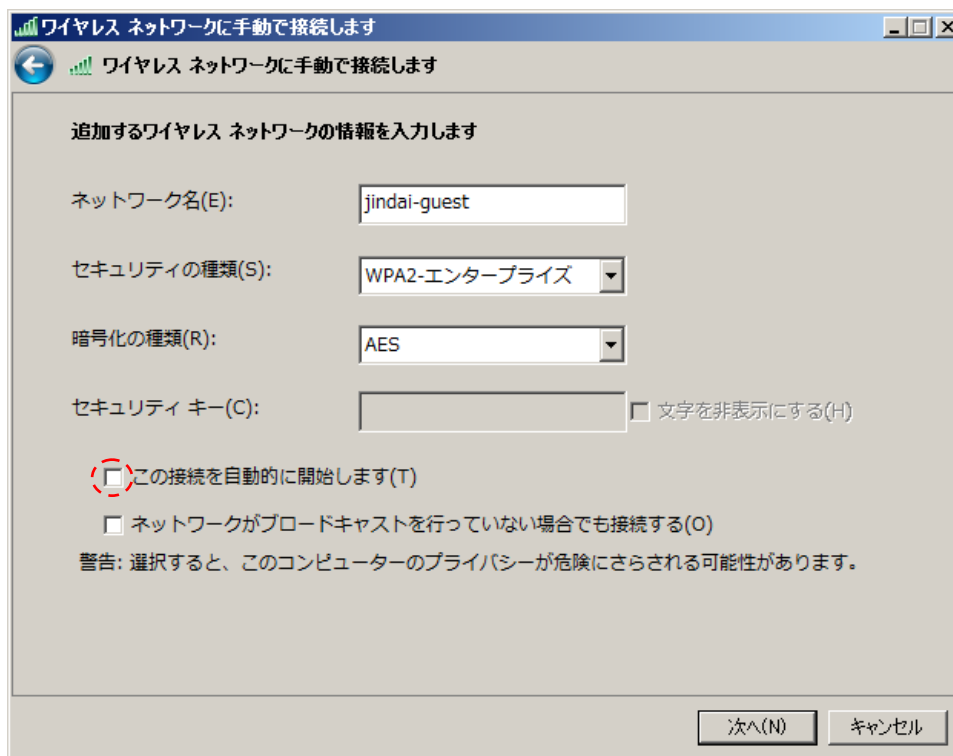 ワイヤレス ネットワークに手動で接続します
ワイヤレス ネットワークに手動で接続します
追加するワイヤレス ネットワークの情報を入力します
ネットワーク名(E):
jindai-guest
セキュリティの種類(S):
WPA2-エンタープライズ
暗号化の種類(R):
AES
セキュリティ キー(C):
文字を非表示にする(H)
この接続を自動的に開始します(T)
ネットワークがブロードキャストを行っていない場合でも接続する(O)
警告: 選択すると、このコンピューターのプライバシーが危険にさらされる可能性があります。
次へ(N)
キャンセル